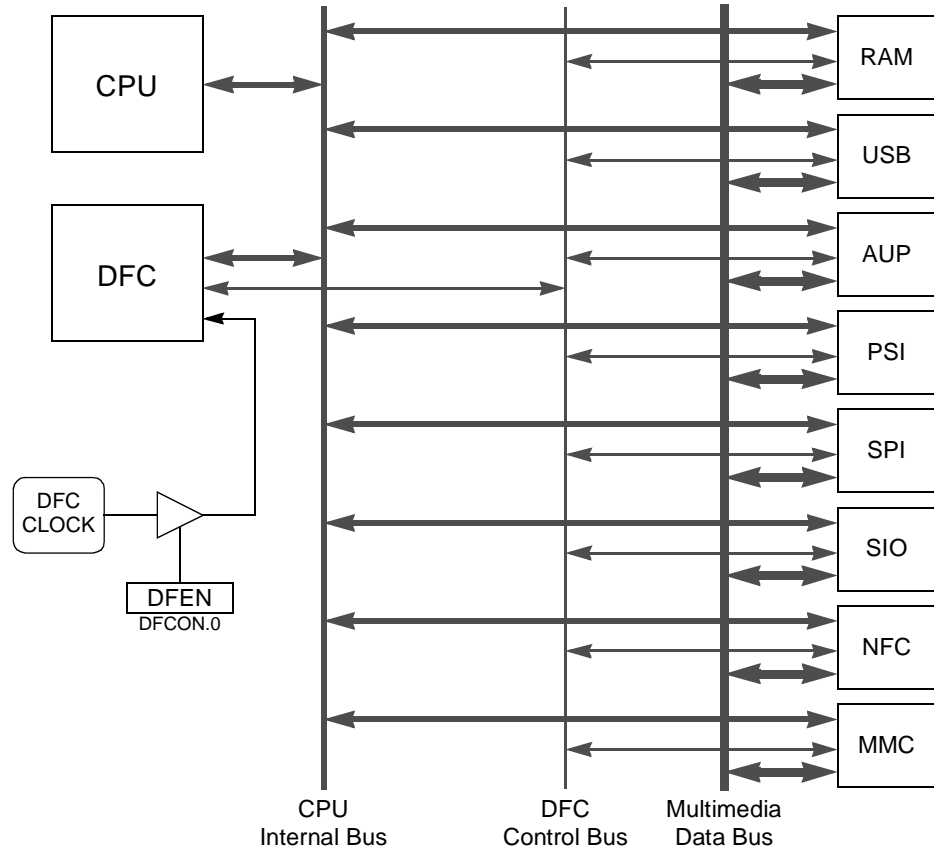 CPU
DFC
DFC
CLOCK
DFEN
DFCON.0
RAM
USB
AUP
PSI
SPI
SIO
NFC
MMC
CPU
Internal Bus
DFC
Control Bus
Multimedia
Data Bus